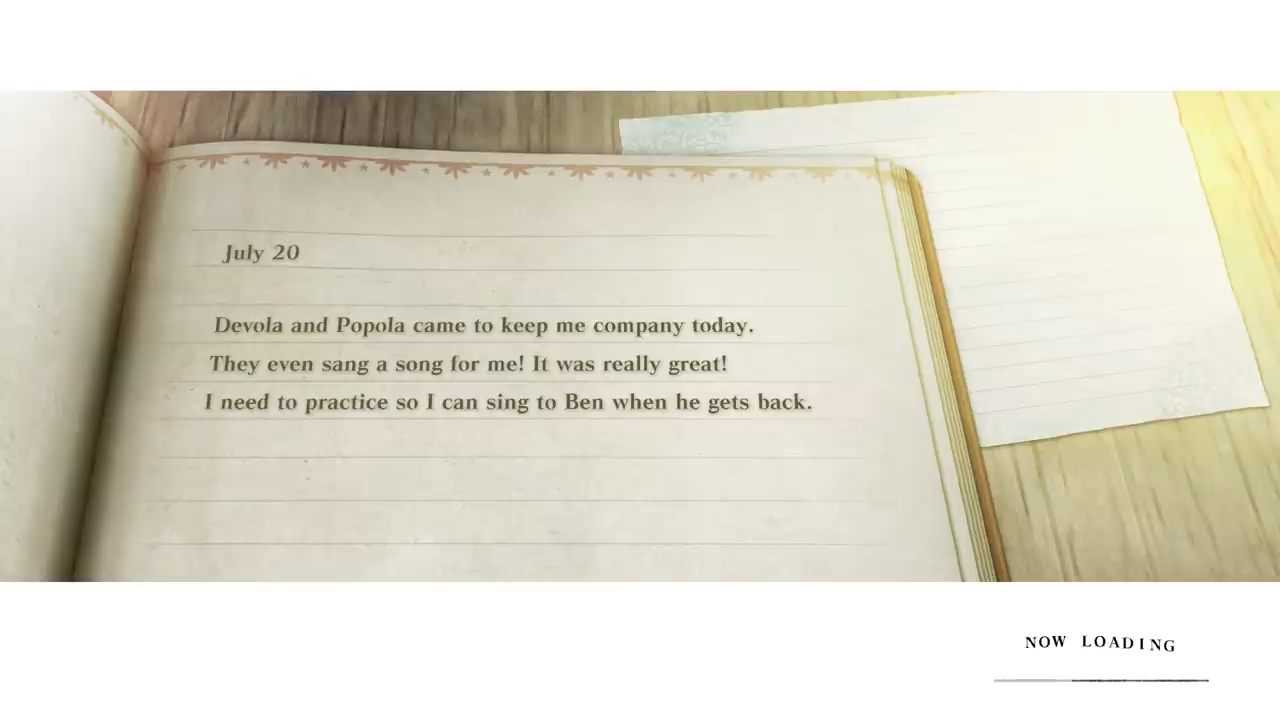 July 20
Devola and Popola came to keep me company today.
They even sang a song for me! It was really great!
I need to practice so I can sing to Ben when he gets back.
NOW LOADING